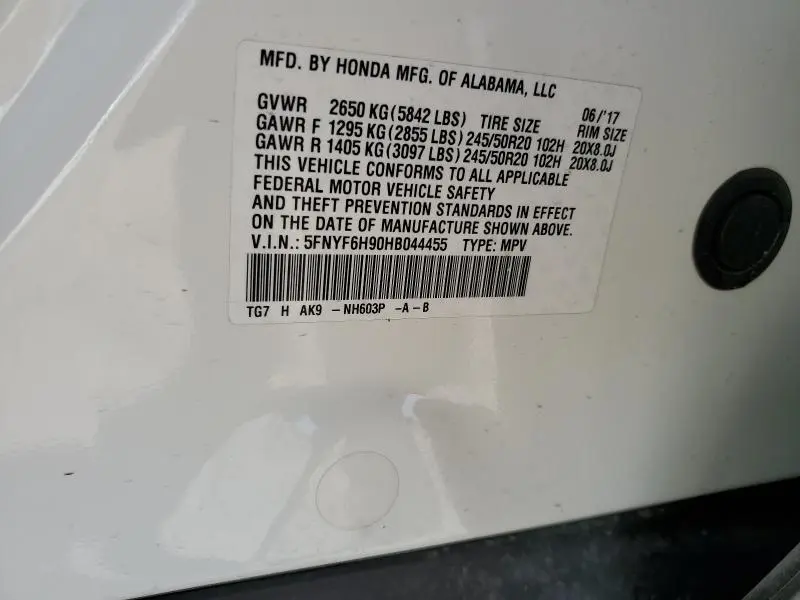 MFD. BY HONDA MFG. OF ALABAMA, LLC
GVWR 2650 KG(5842 LBS) TIRE SIZE 06/'17 RIM SIZE
GAWR F 1295 KG(2855 LBS) 245/50R20 102H 20X8.0J
GAWR R 1405 KG(3097 LBS) 245/50R20 102H 20X8.0J
THIS VEHICLE CONFORMS TO ALL APPLICABLE
FEDERAL MOTOR VEHICLE SAFETY
AND THEFT PREVENTION STANDARDS IN EFFECT
ON THE DATE OF MANUFACTURE SHOWN ABOVE.
V.I.N.: 5FNYF6H90HB044455 TYPE: MPV
TG7 H AK9 -NH603P -A-B